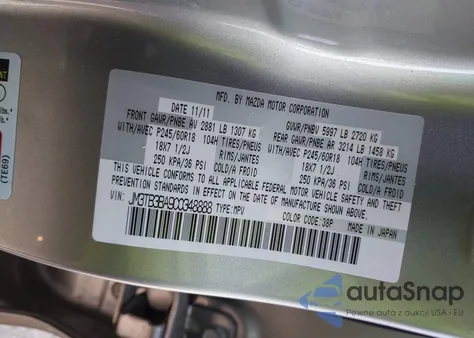 MFD. BY MAZDA MOTOR CORPORATION
DATE 11/11 GVWR/PNBV 5997 LB 2720 KG
FRONT GAWR/PNBE AV 2881 LB 1307 KG REAR GAWR/PNBE AR 3214 LB 1458 KG
WITH/AVEC P245/60R18 104H TIRES/PNEUS WITH/AVEC P245/60R18 104H TIRES/PNEUS
18X7 1/2J RIMS/JANTES 18X7 1/2J RIMS/JANTES
250 KPA/36 PSI COLD/A FROID 250 KPA/36 PSI COLD/A FROID
THIS VEHICLE CONFORMS TO ALL APPLICABLE FEDERAL MOTOR VEHICLE SAFETY AND THEFT
PREVENTION STANDARDS IN EFFECT ON THE DATE OF MANUFACTURE SHOWN ABOVE.
VIN: JM3TB3BA9C0348888 TYPE: MPV
COLOR CODE: 38P MADE IN JAPAN
(TE69)
autoSnap
Pewne auta z aukcji USA - EU